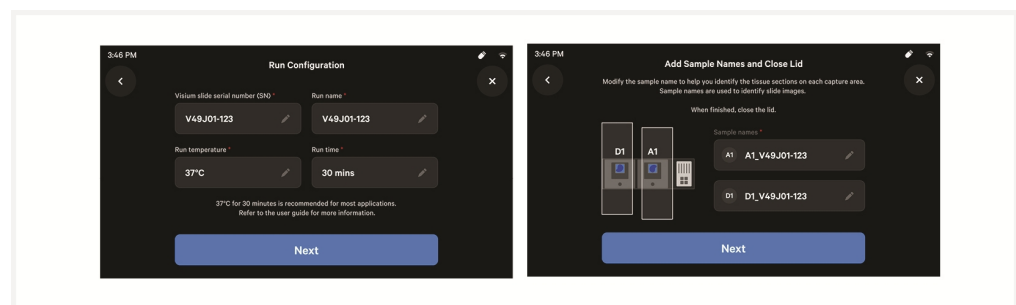 3:46 PM
Run Configuration
Visium slide serial number (SN) *
Run name *
V49J01-123
V49J01-123
Run temperature *
Run time *
37°C
30 mins
37°C for 30 minutes is recommended for most applications.
Refer to the user guide for more information.
Next
3:46 PM
Add Sample Names and Close Lid
Modify the sample name to help you identify the tissue sections on each capture area.
Sample names are used to identify slide images.
When finished, close the lid.
Sample names *
D1
A1
A1 A1_V49J01-123
D1 D1_V49J01-123
Next